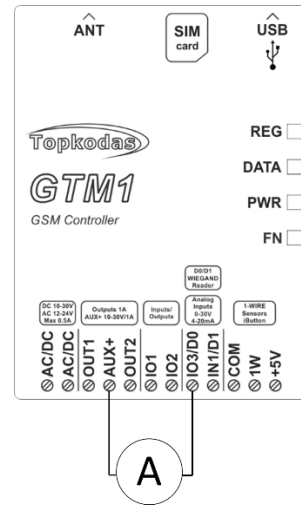 ANT
SIM
card
USB
Topkodas
GTM1
GSM Controller
REG
DATA
PWR
FN
D0/D1
WIEGAND
Reader
DC 10-30V
AC 12-24V
Max 0.5A
Outputs 1A
AUX+ 10-30V/1A
Inputs/
Outputs
Analog
Inputs
0-30V
4-20mA
1-WIRE
Sensors
iButton
AC/DC
AC/DC
OUT1
AUX+
OUT2
IO1
IO2
IO3/D0
IN1/D1
COM
1W
+5V
A